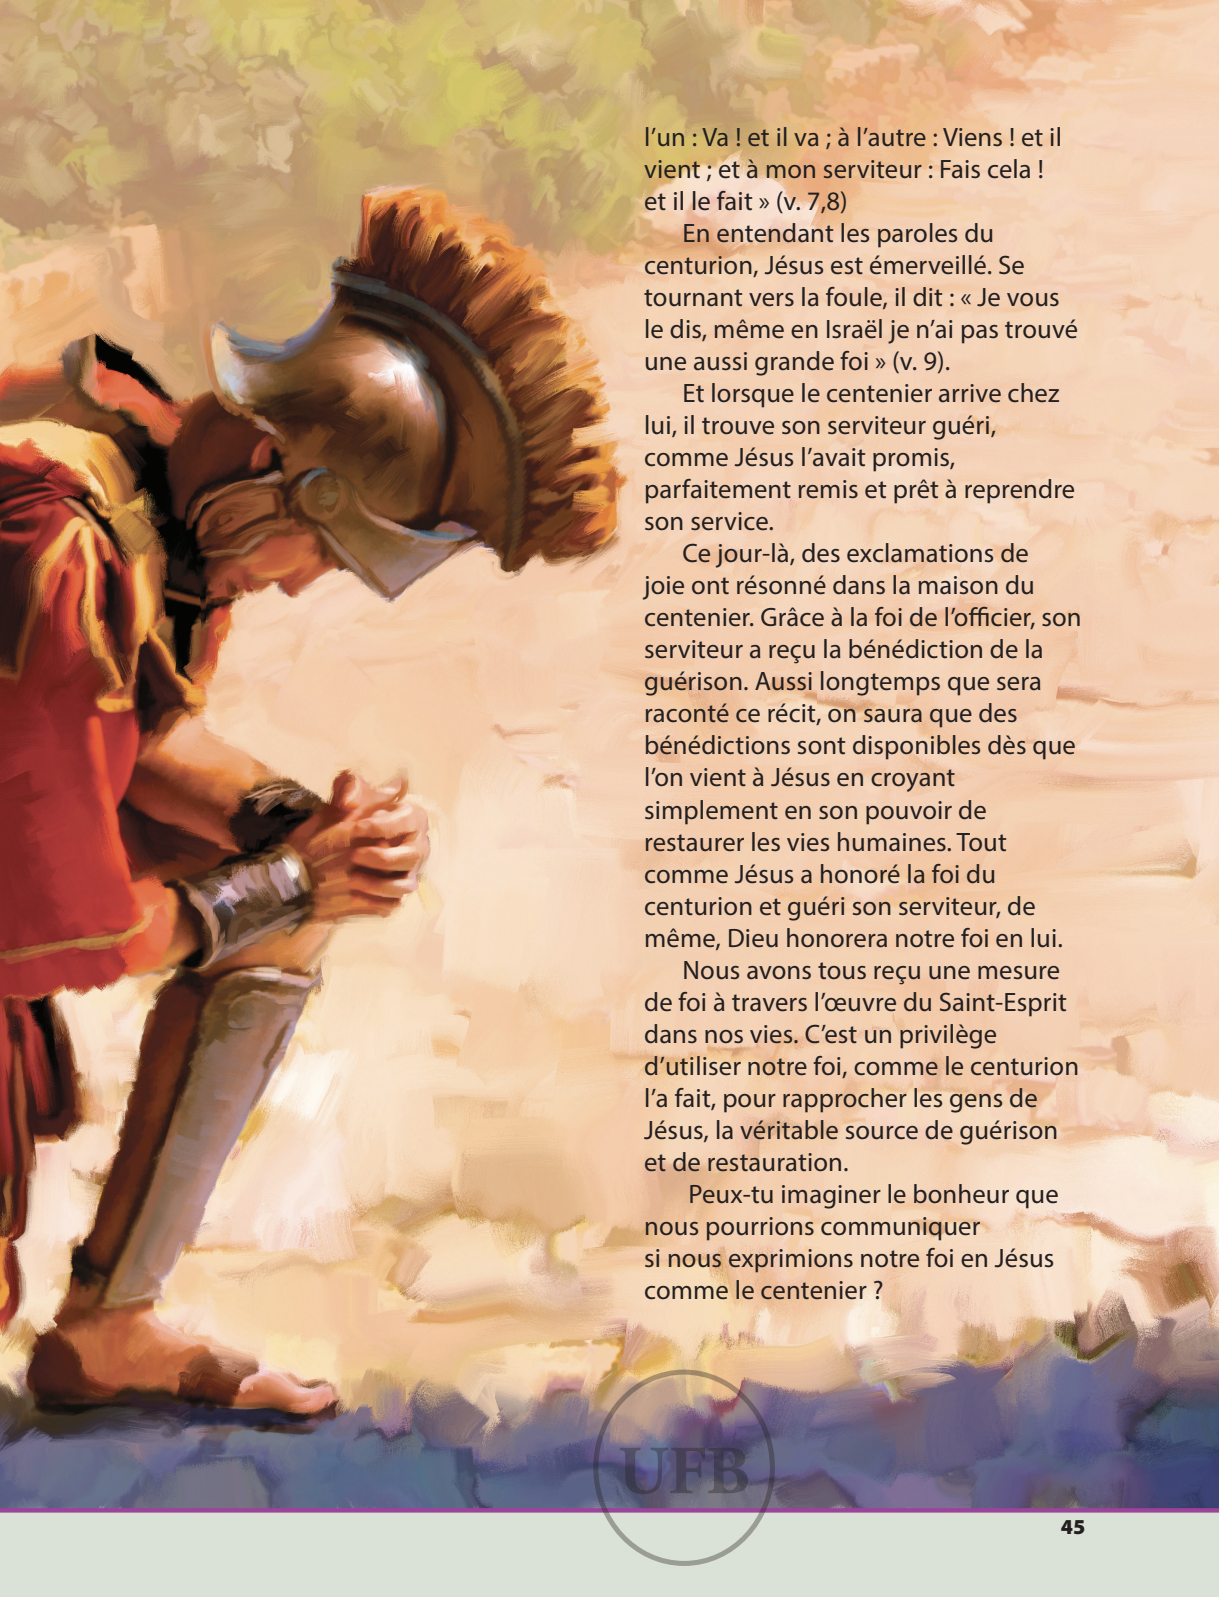 l’un : Va ! et il va ; à l’autre : Viens ! et il
vient ; et à mon serviteur : Fais cela !
et il le fait » (v. 7,8)
En entendant les paroles du
centurion, Jésus est émerveillé. Se
tournant vers la foule, il dit : « Je vous
le dis, même en Israël je n’ai pas trouvé
une aussi grande foi » (v. 9).
Et lorsque le centenier arrive chez
lui, il trouve son serviteur guéri,
comme Jésus l’avait promis,
parfaitement remis et prêt à reprendre
son service.
Ce jour-là, des exclamations de
joie ont résonné dans la maison du
centenier. Grâce à la foi de l’officier, son
serviteur a reçu la bénédiction de la
guérison. Aussi longtemps que sera
raconté ce récit, on saura que des
bénédictions sont disponibles dès que
l’on vient à Jésus en croyant
simplement en son pouvoir de
restaurer les vies humaines. Tout
comme Jésus a honoré la foi du
centurion et guéri son serviteur, de
même, Dieu honorera notre foi en lui.
Nous avons tous reçu une mesure
de foi à travers l’œuvre du Saint-Esprit
dans nos vies. C’est un privilège
d’utiliser notre foi, comme le centurion
l’a fait, pour rapprocher les gens de
Jésus, la véritable source de guérison
et de restauration.
Peux-tu imaginer le bonheur que
nous pourrions communiquer
si nous exprimions notre foi en Jésus
comme le centenier ?
UFB
45